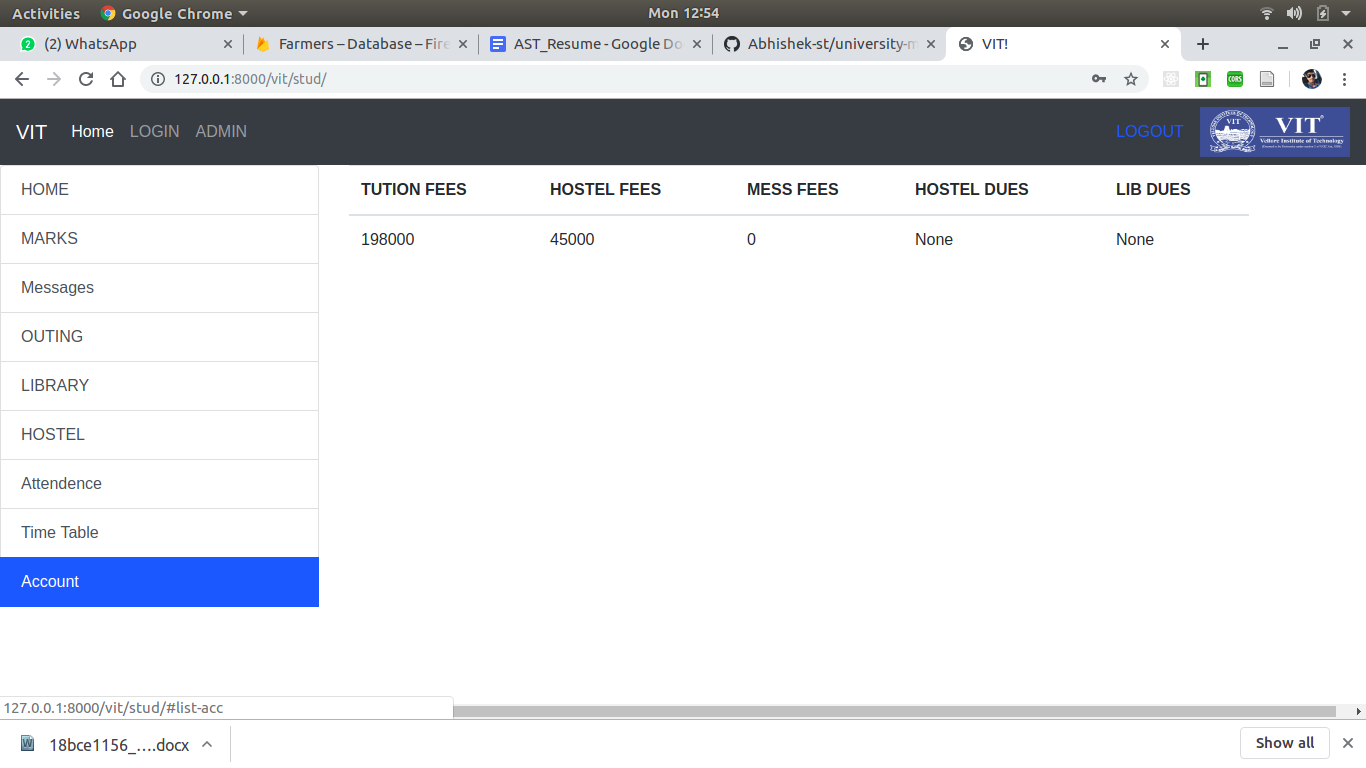 Activities Google Chrome Mon 12:54
(2) WhatsApp Farmers – Database – Fire AST_Resume - Google Do Abhishek-st/university-m VIT!
127.0.0.1:8000/vit/stud/ CORS
VIT Home LOGIN ADMIN LOGOUT VIT VIT
Vellore Institute of Technology
HOME TUTION FEES HOSTEL FEES MESS FEES HOSTEL DUES LIB DUES
MARKS 198000 45000 0 None None
Messages
OUTING
LIBRARY
HOSTEL
Attendence
Time Table
Account
127.0.0.1:8000/vit/stud/#list-acc
18bce1156_....docx Show all